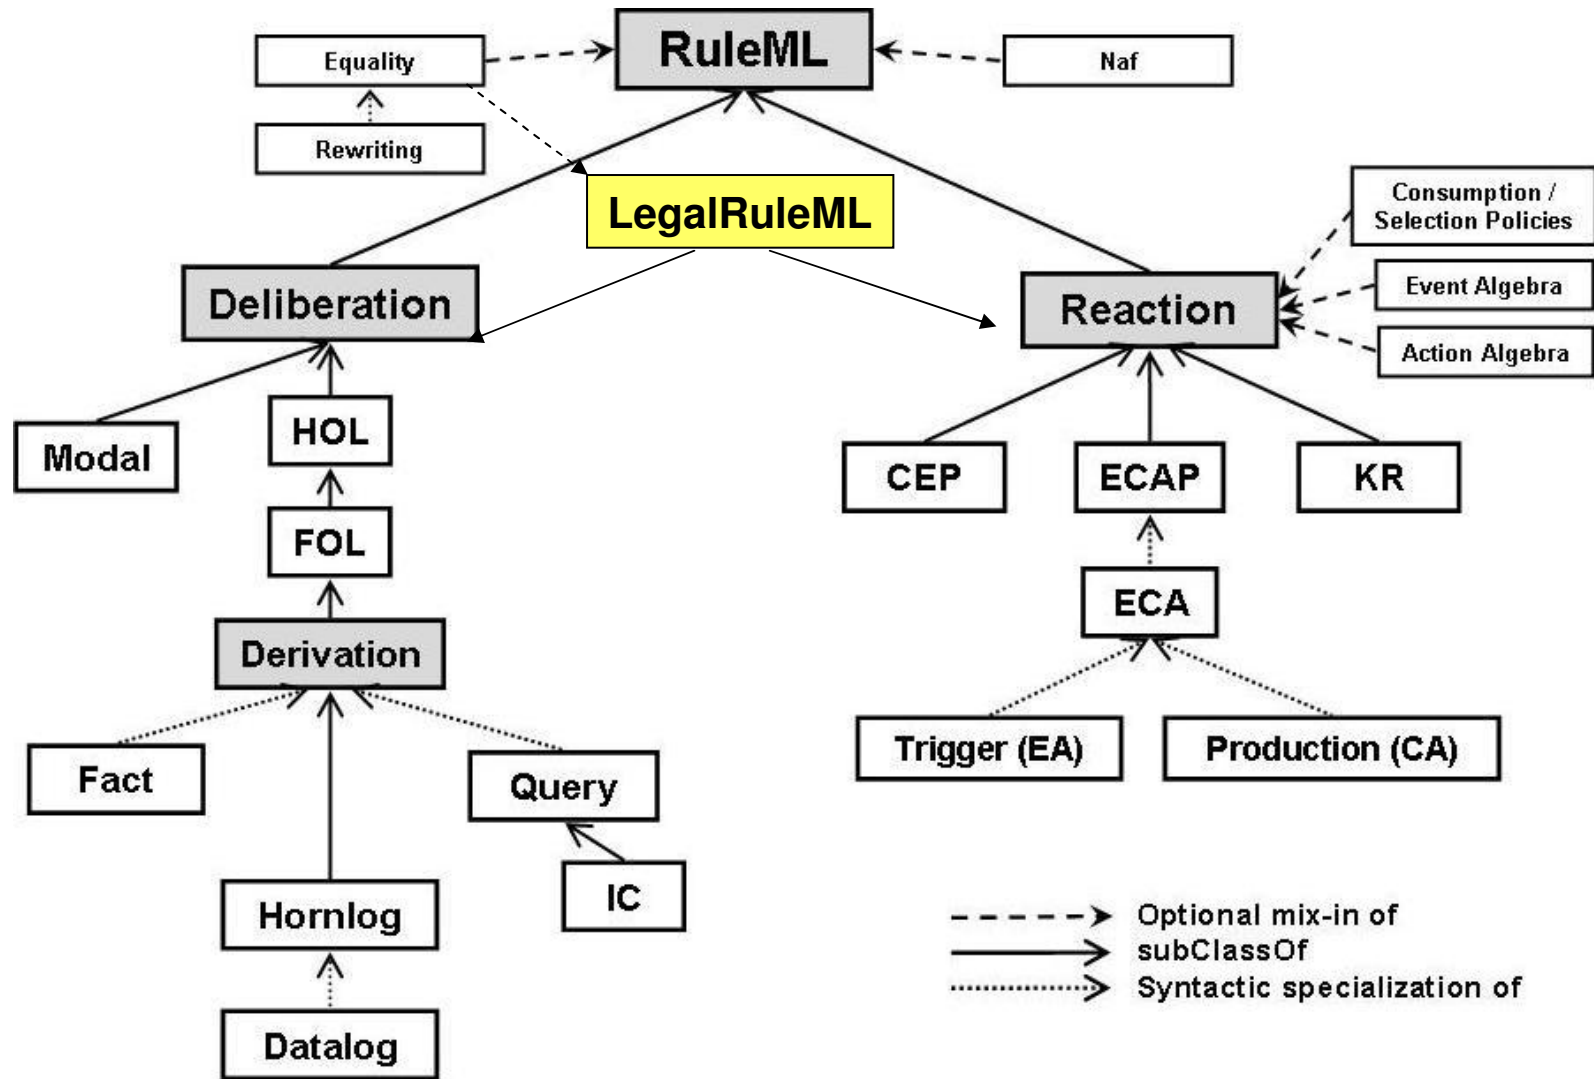 RuleML
Equality
Naf
Rewriting
LegalRuleML
Consumption /
Selection Policies
Deliberation
Reaction
Event Algebra
Action Algebra
Modal
HOL
CEP
ECAP
KR
FOL
ECA
Derivation
Fact
Query
Trigger (EA)
Production (CA)
Hornlog
IC
Datalog
Optional mix-in of
subClassOf
Syntactic specialization of